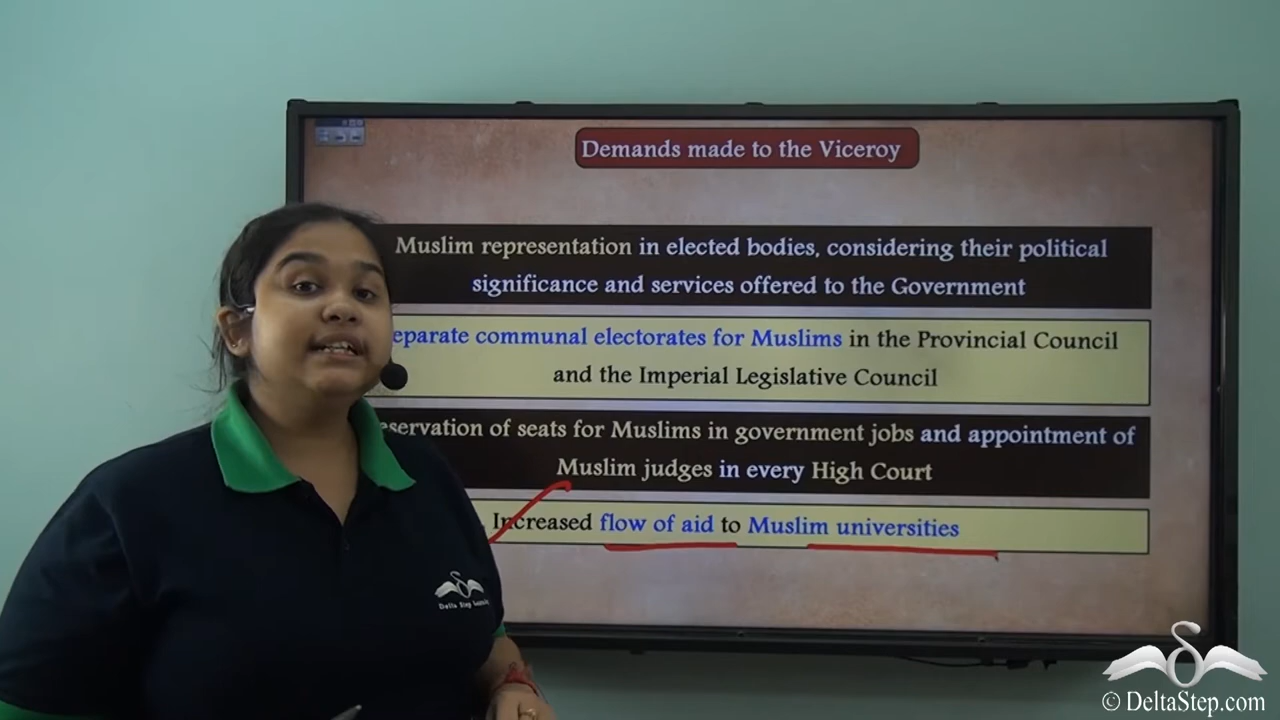 Demands made to the Viceroy
Muslim representation in elected bodies, considering their political
significance and services offered to the Government
eparate communal electorates for Muslims in the Provincial Council
and the Imperial Legislative Council
eservation of seats for Muslims in government jobs and appointment of
Muslim judges in every High Court
Increased flow of aid to Muslim universities
Delta Step
© DeltaStep.com